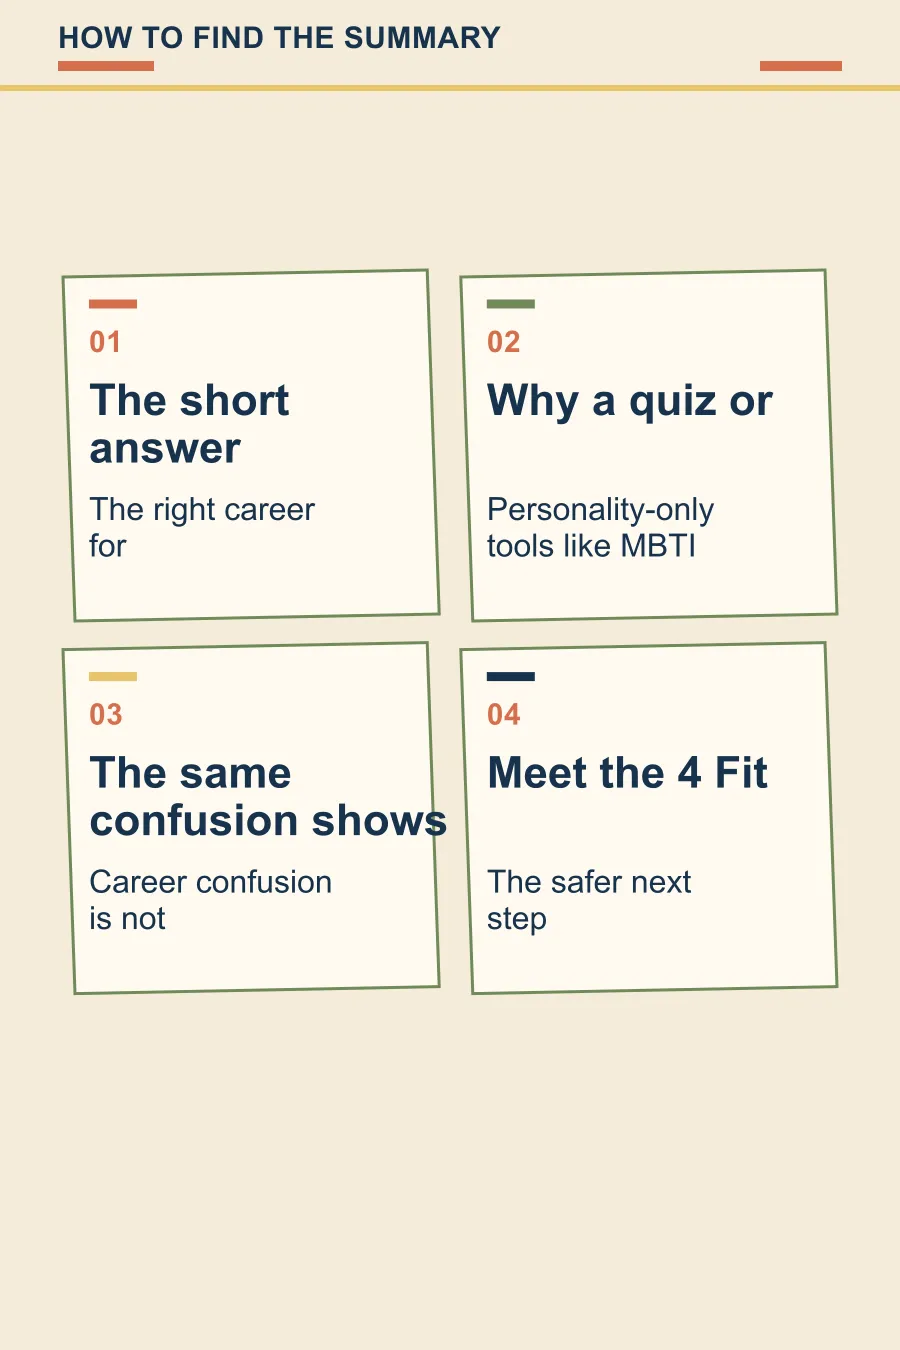 HOW TO FIND THE SUMMARY
01
The short
answer
The right career
for
02
Why a quiz or
Personality-only
tools like MBTI
03
The same
confusion shows
Career confusion
is not
04
Meet the 4 Fit
The safer next
step